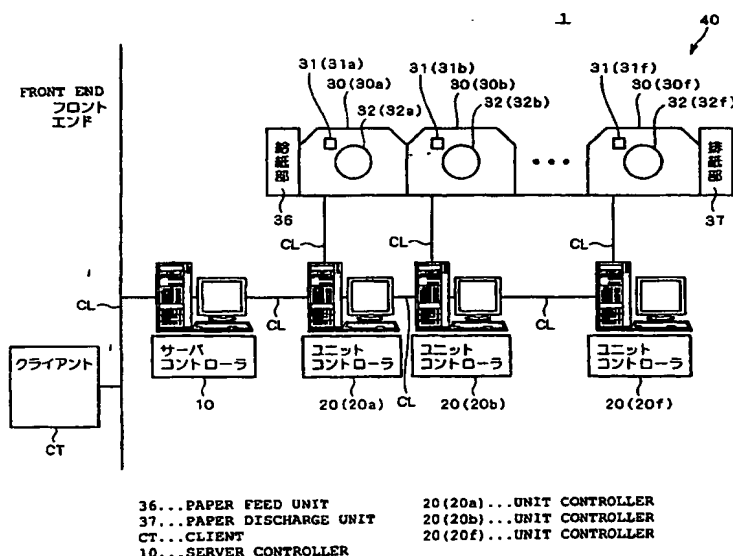 1
40
31(31a)
31(31b)
31(31f)
30(30a)
30(30b)
30(30f)
32(32a)
32(32b)
32(32f)
FRONT END
フロント
エンド
給紙部
排紙部
36
37
CL
CL
CL
CL
CL
CL
CL
CL
サーバ
コントローラ
ユニット
コントローラ
ユニット
コントローラ
ユニット
コントローラ
クライアント
10
20(20a)
20(20b)
20(20f)
CT
36...PAPER FEED UNIT
37...PAPER DISCHARGE UNIT
CT...CLIENT
10...SERVER CONTROLLER
20(20a)...UNIT CONTROLLER
20(20b)...UNIT CONTROLLER
20(20f)...UNIT CONTROLLER